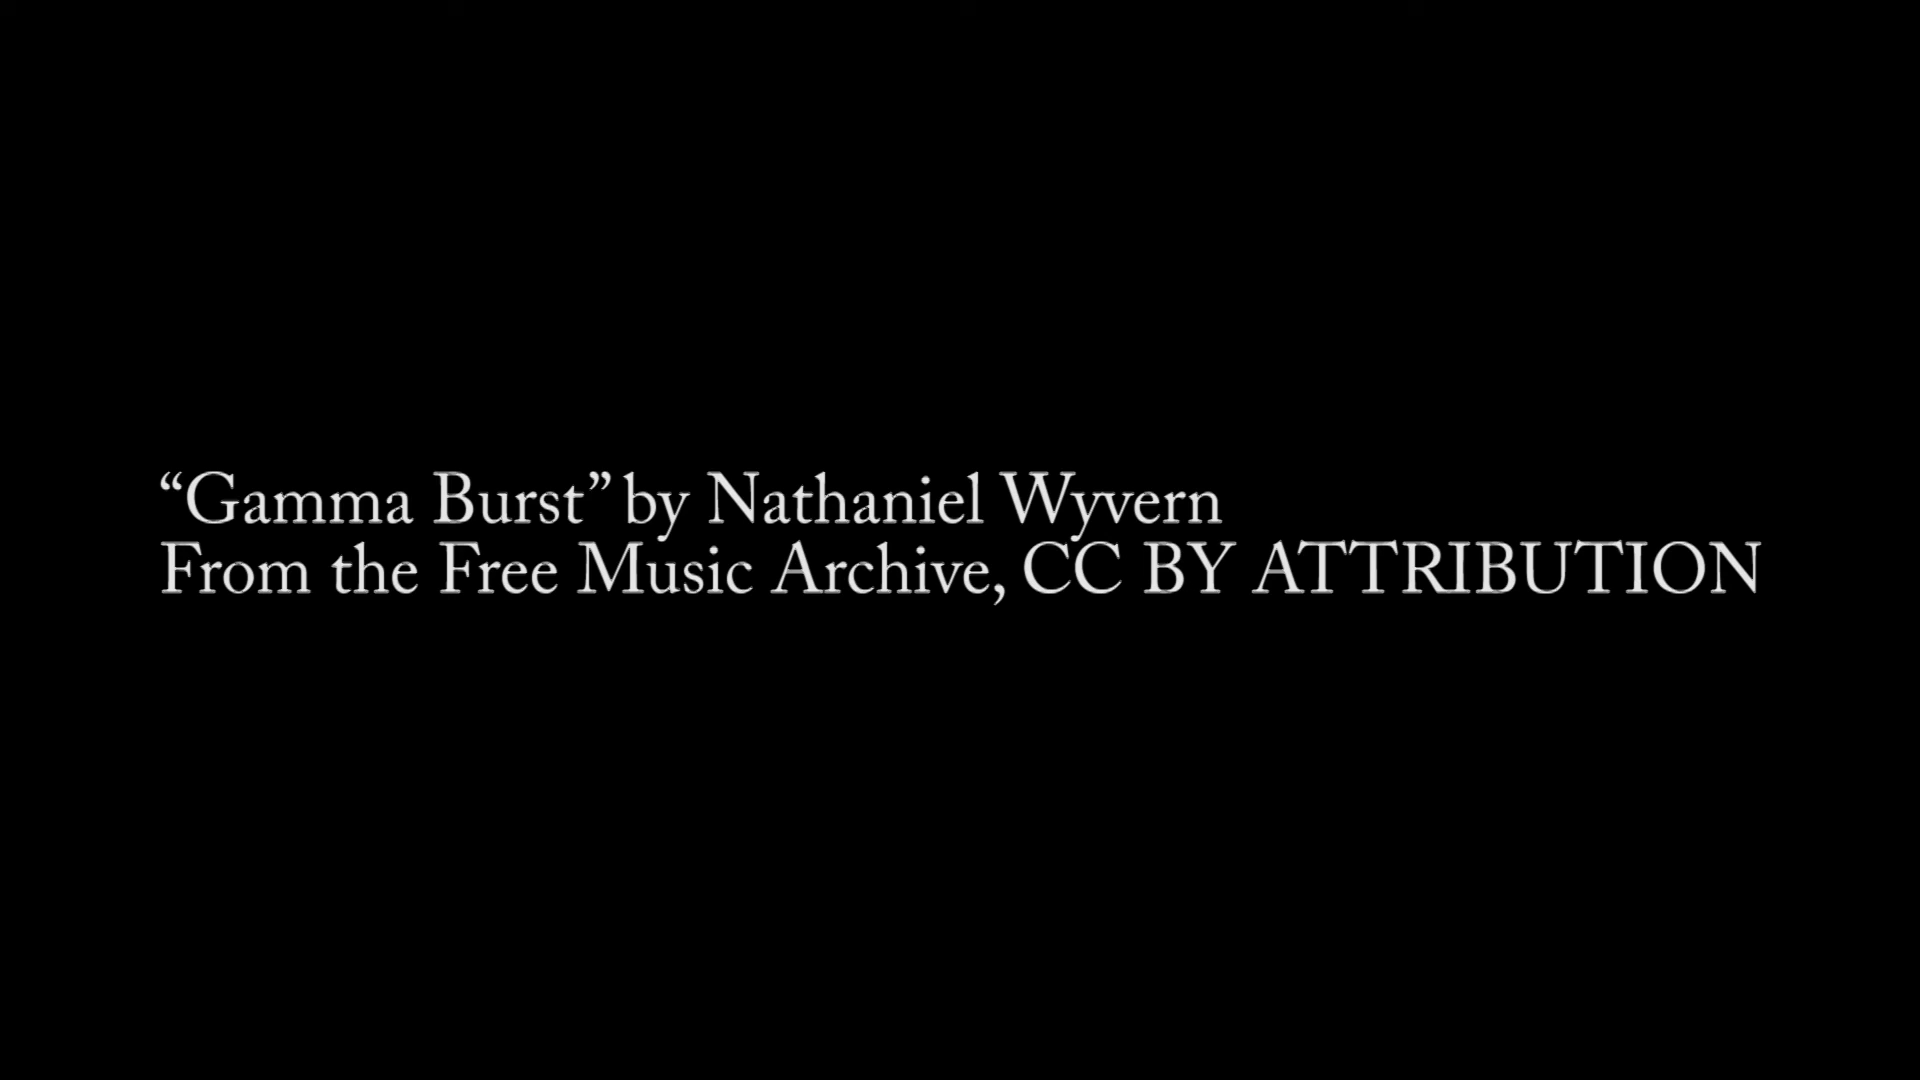 “Gamma Burst” by Nathaniel Wyvern
From the Free Music Archive, CC BY ATTRIBUTION